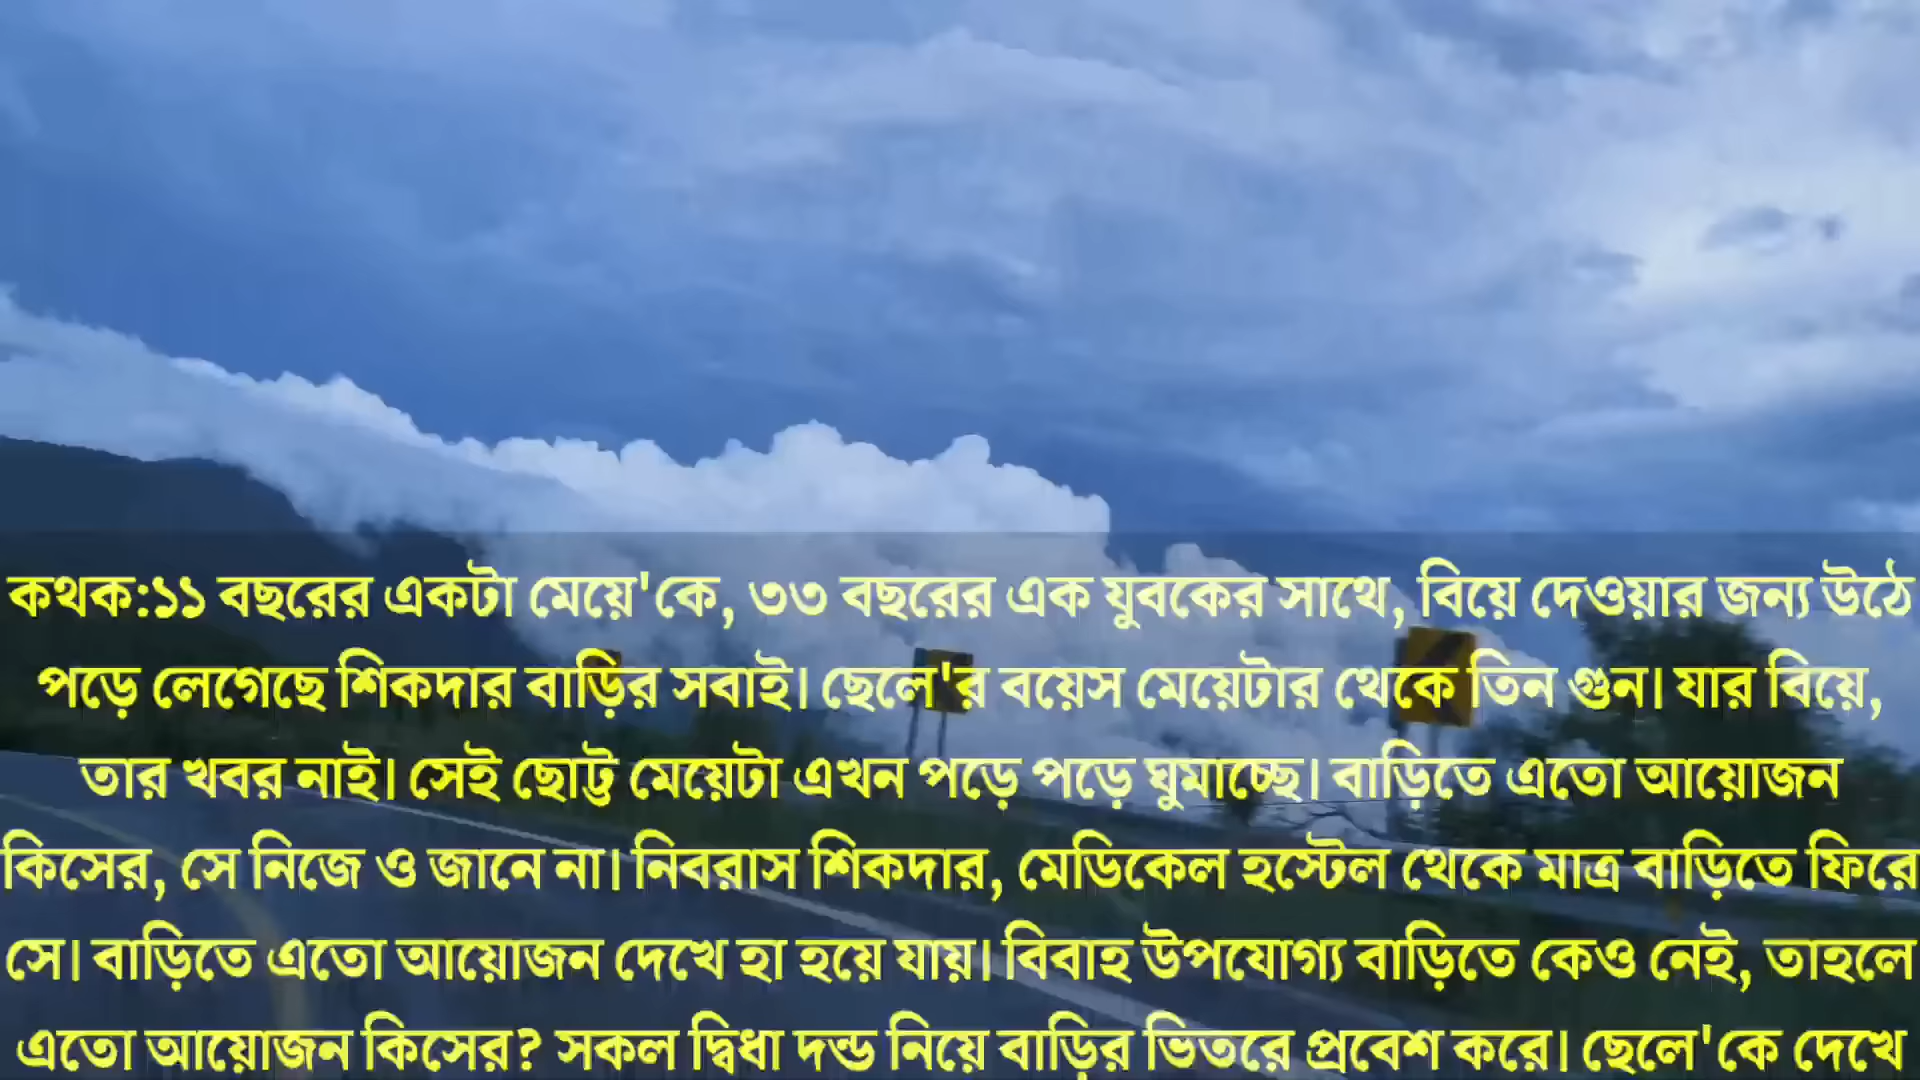 কথক:১১ বছরের একটা মেয়ে'কে, ৩৩ বছরের এক যুবকের সাথে, বিয়ে দেওয়ার জন্য উঠে
পড়ে লেগেছে শিকদার বাড়ির সবাই। ছেলে'র বয়েস মেয়েটার থেকে তিন গুন। যার বিয়ে,
তার খবর নাই। সেই ছোট্ট মেয়েটা এখন পড়ে পড়ে ঘুমাচ্ছে। বাড়িতে এতো আয়োজন
কিসের, সে নিজে ও জানে না। নিবরাস শিকদার, মেডিকেল হস্টেল থেকে মাত্র বাড়িতে ফিরে
সে। বাড়িতে এতো আয়োজন দেখে হা হয়ে যায়। বিবাহ উপযোগ্য বাড়িতে কেও নেই, তাহলে
এতো আয়োজন কিসের? সকল দ্বিধা দন্ড নিয়ে বাড়ির ভিতরে প্রবেশ করে। ছেলে'কে দেখে